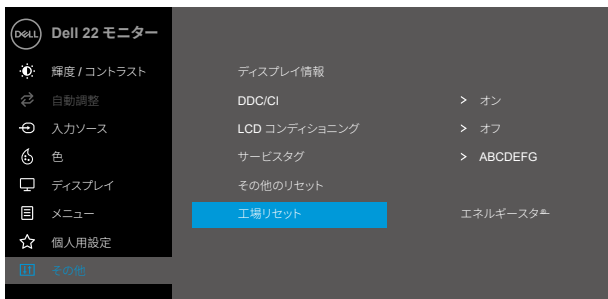 DELL
Dell 22 モニター
輝度 / コントラスト
自動調整
入力ソース
色
ディスプレイ
メニュー
個人用設定
その他
ディスプレイ情報
DDC/CI > オン
LCD コンディショニング > オフ
サービスタグ > ABCDEFG
その他のリセット
工場リセット エネルギースター